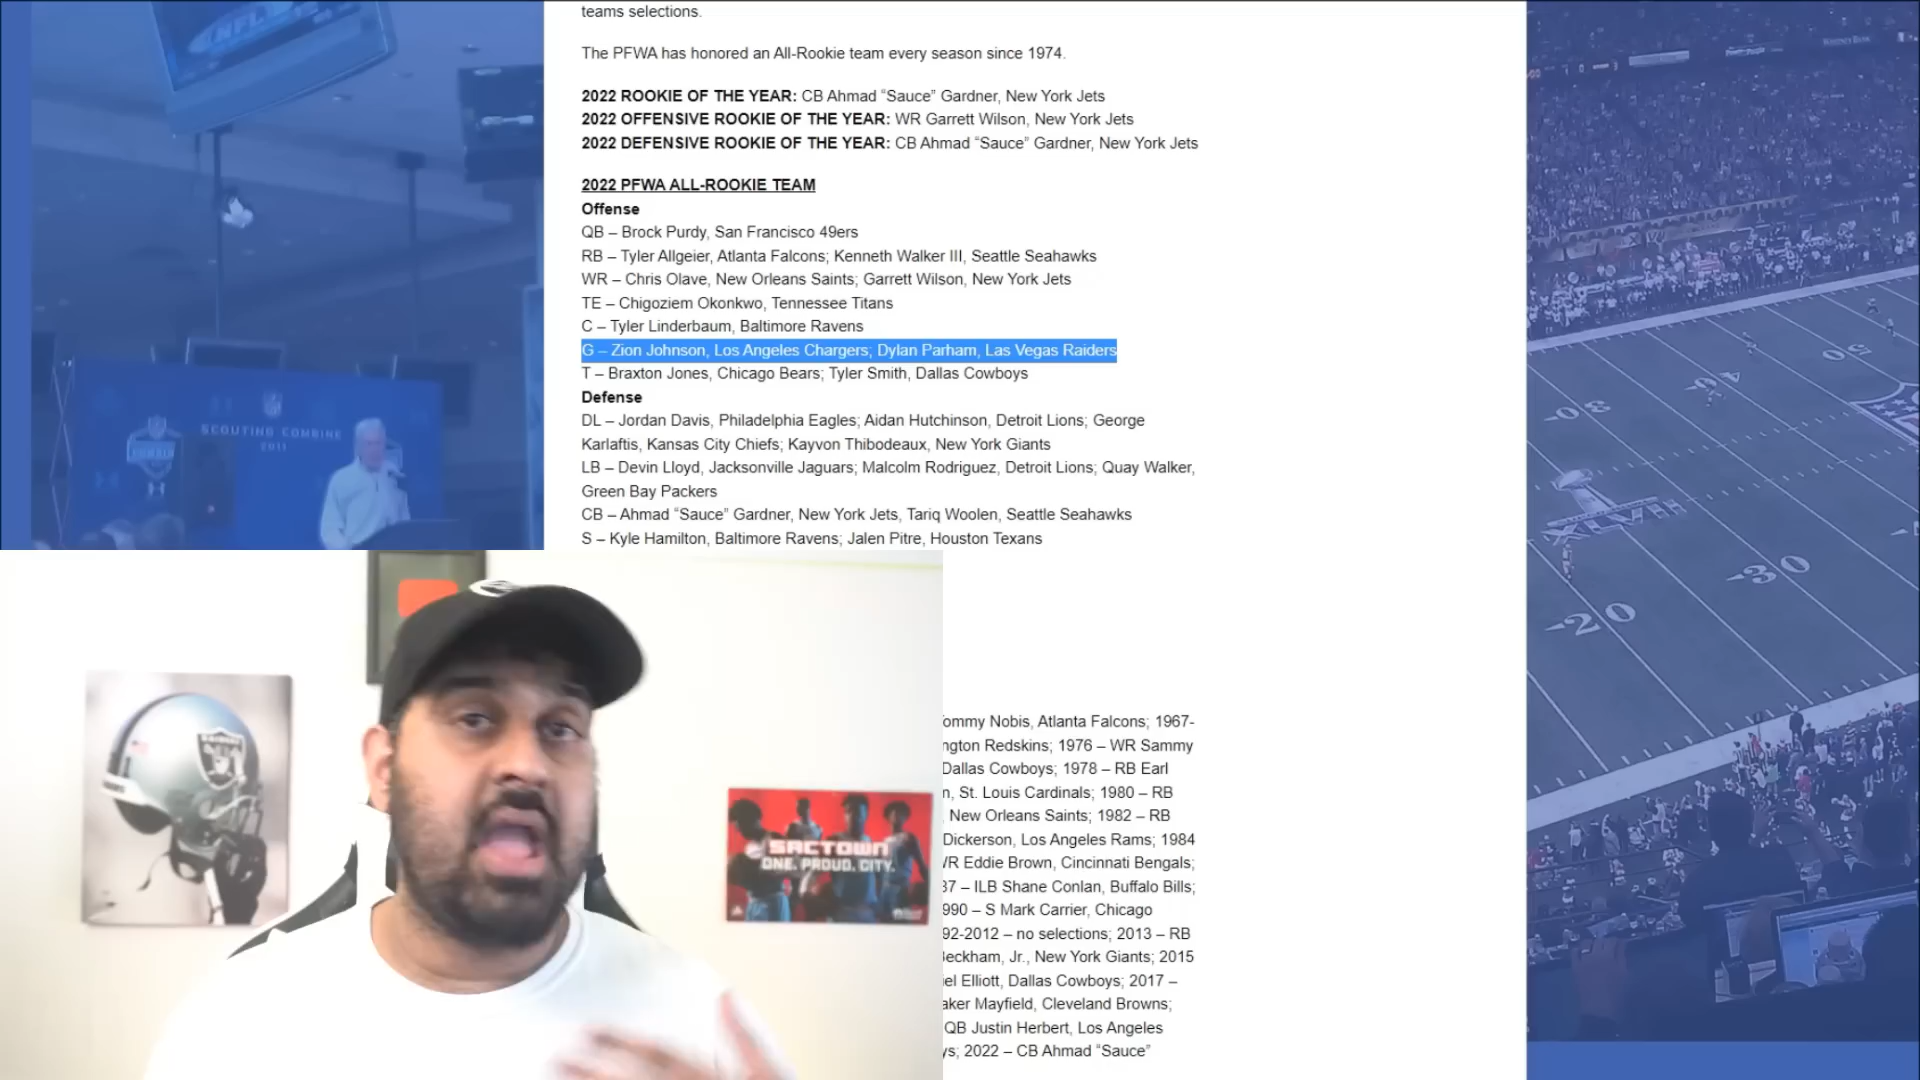 teams selections.
The PFWA has honored an All-Rookie team every season since 1974.
2022 ROOKIE OF THE YEAR: CB Ahmad “Sauce” Gardner, New York Jets
2022 OFFENSIVE ROOKIE OF THE YEAR: WR Garrett Wilson, New York Jets
2022 DEFENSIVE ROOKIE OF THE YEAR: CB Ahmad “Sauce” Gardner, New York Jets
2022 PFWA ALL-ROOKIE TEAM
Offense
QB – Brock Purdy, San Francisco 49ers
RB – Tyler Allgeier, Atlanta Falcons; Kenneth Walker III, Seattle Seahawks
WR – Chris Olave, New Orleans Saints; Garrett Wilson, New York Jets
TE – Chigoziem Okonkwo, Tennessee Titans
C – Tyler Linderbaum, Baltimore Ravens
G – Zion Johnson, Los Angeles Chargers; Dylan Parham, Las Vegas Raiders
T – Braxton Jones, Chicago Bears; Tyler Smith, Dallas Cowboys
Defense
DL – Jordan Davis, Philadelphia Eagles; Aidan Hutchinson, Detroit Lions; George
Karlaftis, Kansas City Chiefs; Kayvon Thibodeaux, New York Giants
LB – Devin Lloyd, Jacksonville Jaguars; Malcolm Rodriguez, Detroit Lions; Quay Walker,
Green Bay Packers
CB – Ahmad “Sauce” Gardner, New York Jets, Tariq Woolen, Seattle Seahawks
S – Kyle Hamilton, Baltimore Ravens; Jalen Pitre, Houston Texans
ommy Nobis, Atlanta Falcons; 1967-
ngton Redskins; 1976 – WR Sammy
Dallas Cowboys; 1978 – RB Earl
n, St. Louis Cardinals; 1980 – RB
, New Orleans Saints; 1982 – RB
Dickerson, Los Angeles Rams; 1984
VR Eddie Brown, Cincinnati Bengals;
87 – ILB Shane Conlan, Buffalo Bills;
990 – S Mark Carrier, Chicago
92-2012 – no selections; 2013 – RB
Beckham, Jr., New York Giants; 2015
iel Elliott, Dallas Cowboys; 2017 –
aker Mayfield, Cleveland Browns;
QB Justin Herbert, Los Angeles
ys; 2022 – CB Ahmad “Sauce”
NFL
SCOUTING COMBINE
2011
RAIDERS
SACTOWN
ONE. PROUD. CITY.
50
40
30
30
20
XLVII